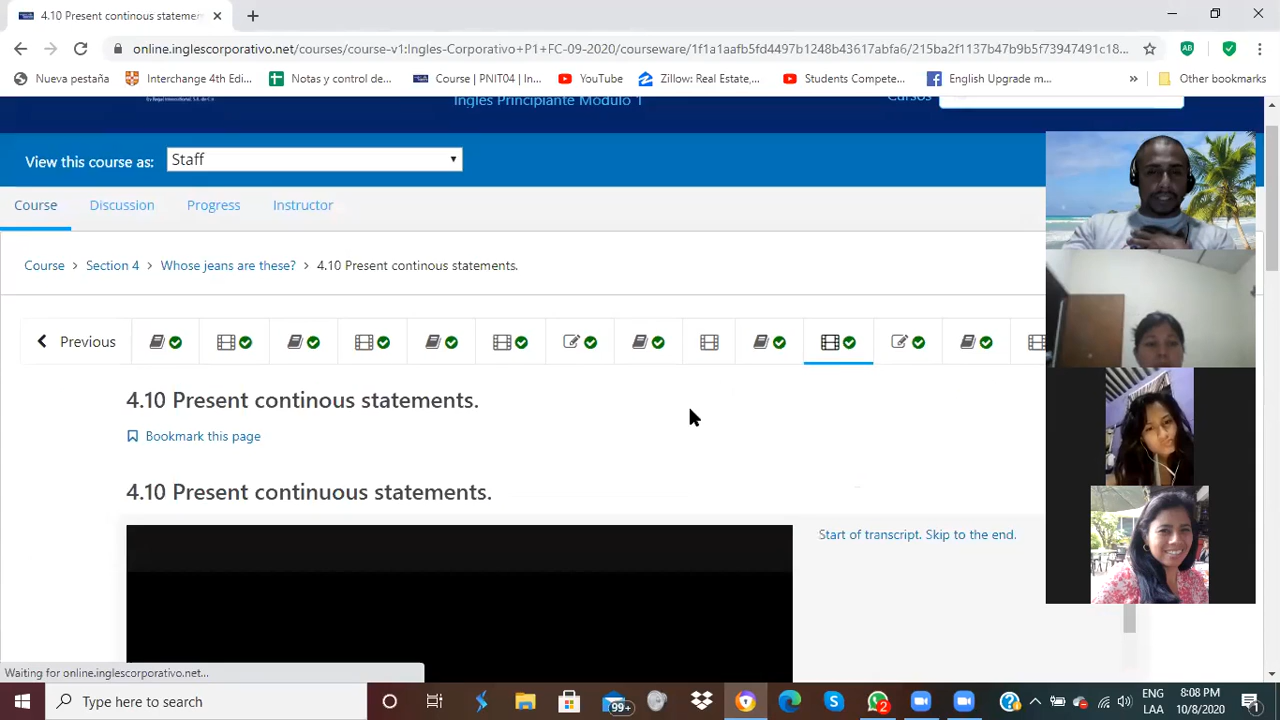 4.10 Present continous statemen
online.inglescorporativo.net/courses/course-v1:Ingles-Corporativo+P1+FC-09-2020/courseware/1f1a1aafb5fd4497b1248b43617abfa6/215ba2f1137b47b9b5f73947491c18...
Nueva pestaña Interchange 4th Edi... Notas y control de... Course | PNIT04 | In... YouTube Zillow: Real Estate,... Students Compete... English Upgrade m... » Other bookmarks
Ingles Principiante Modulo 1 Cursos
View this course as: Staff
Course Discussion Progress Instructor
Course > Section 4 > Whose jeans are these? > 4.10 Present continous statements.
Previous
4.10 Present continous statements.
Bookmark this page
4.10 Present continuous statements.
Start of transcript. Skip to the end.
Waiting for online.inglescorporativo.net...
Type here to search 99+ 2 ENG 8:08 PM
LAA 10/8/2020 1